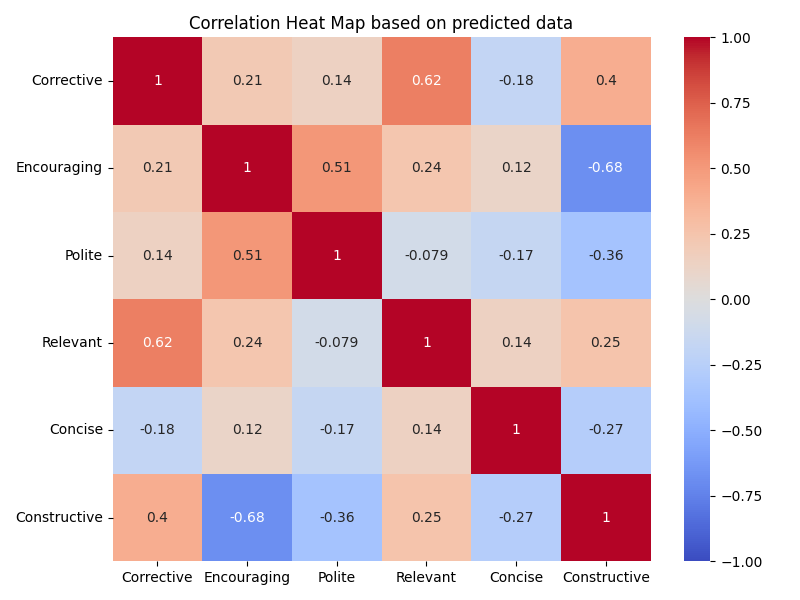 Correlation Heat Map based on predicted data
Corrective 1 0.21 0.14 0.62 -0.18 0.4
Encouraging 0.21 1 0.51 0.24 0.12 -0.68
Polite 0.14 0.51 1 -0.079 -0.17 -0.36
Relevant 0.62 0.24 -0.079 1 0.14 0.25
Concise -0.18 0.12 -0.17 0.14 1 -0.27
Constructive 0.4 -0.68 -0.36 0.25 -0.27 1
Corrective Encouraging Polite Relevant Concise Constructive
1.00
0.75
0.50
0.25
0.00
−0.25
−0.50
−0.75
−1.00